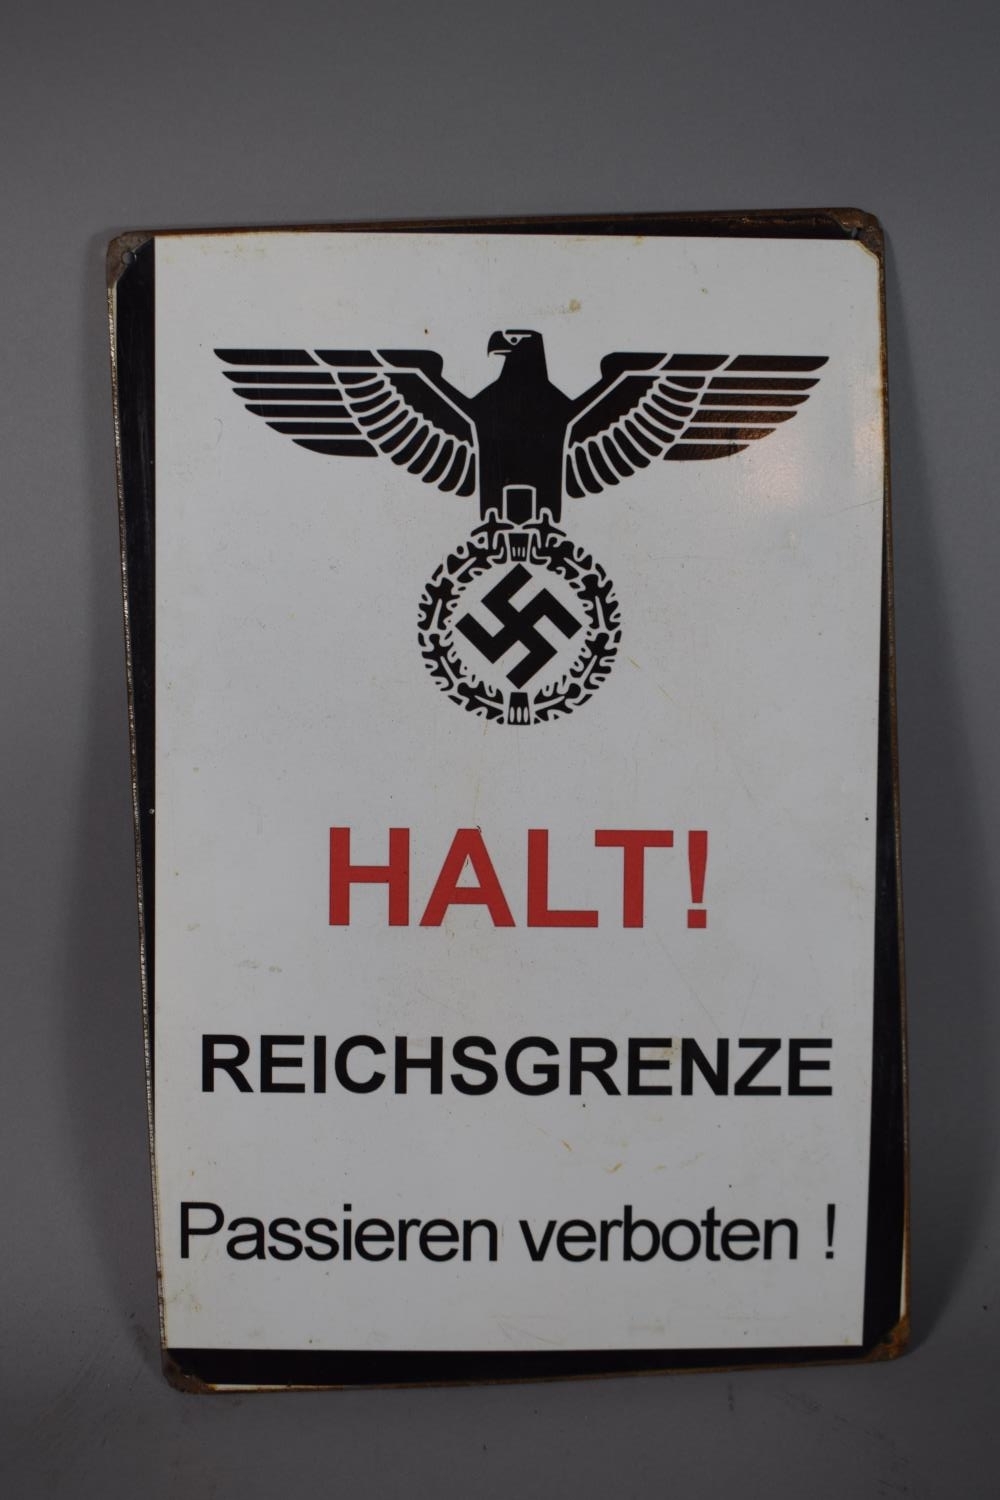 HALT!
REICHSGRENZE
Passieren verboten !